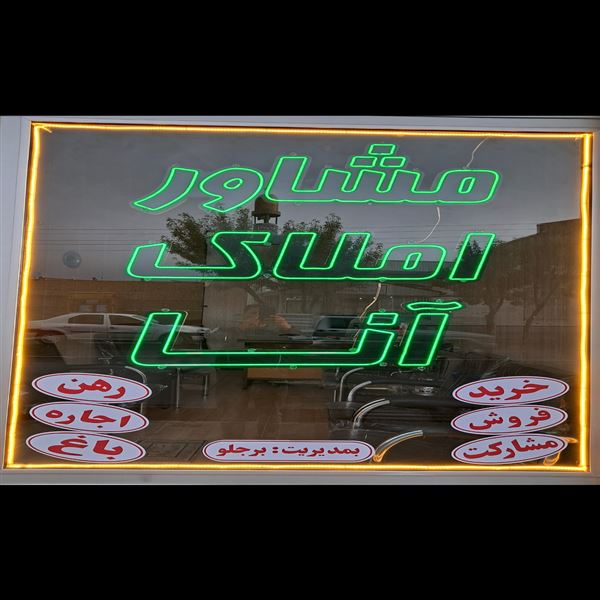 مشاور
املاک
آنا
خرید
فروش
مشارکت
رهن
اجاره
باغ
بمدیریت: برجلو